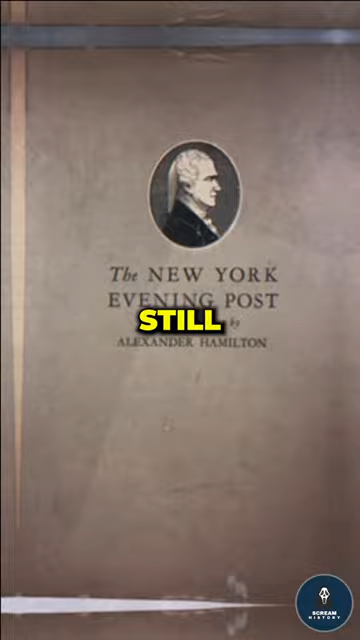 The NEW YORK
EVENING POST
STILL
by
ALEXANDER HAMILTON
SCREAM
HISTORY